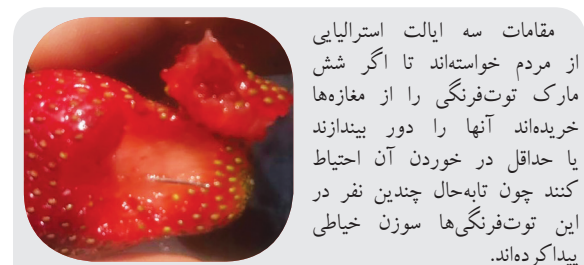 مقامات سه ایالت استرالیایی
از مردم خواسته‌اند تا اگر شش
مارک توت‌فرنگی را از مغازه‌ها
خریده‌اند آنها را دور بیندازند
یا حداقل در خوردن آن احتیاط
کنند چون تابه‌حال چندین نفر در
این توت‌فرنگی‌ها سوزن خیاطی
پیداکرده‌اند.